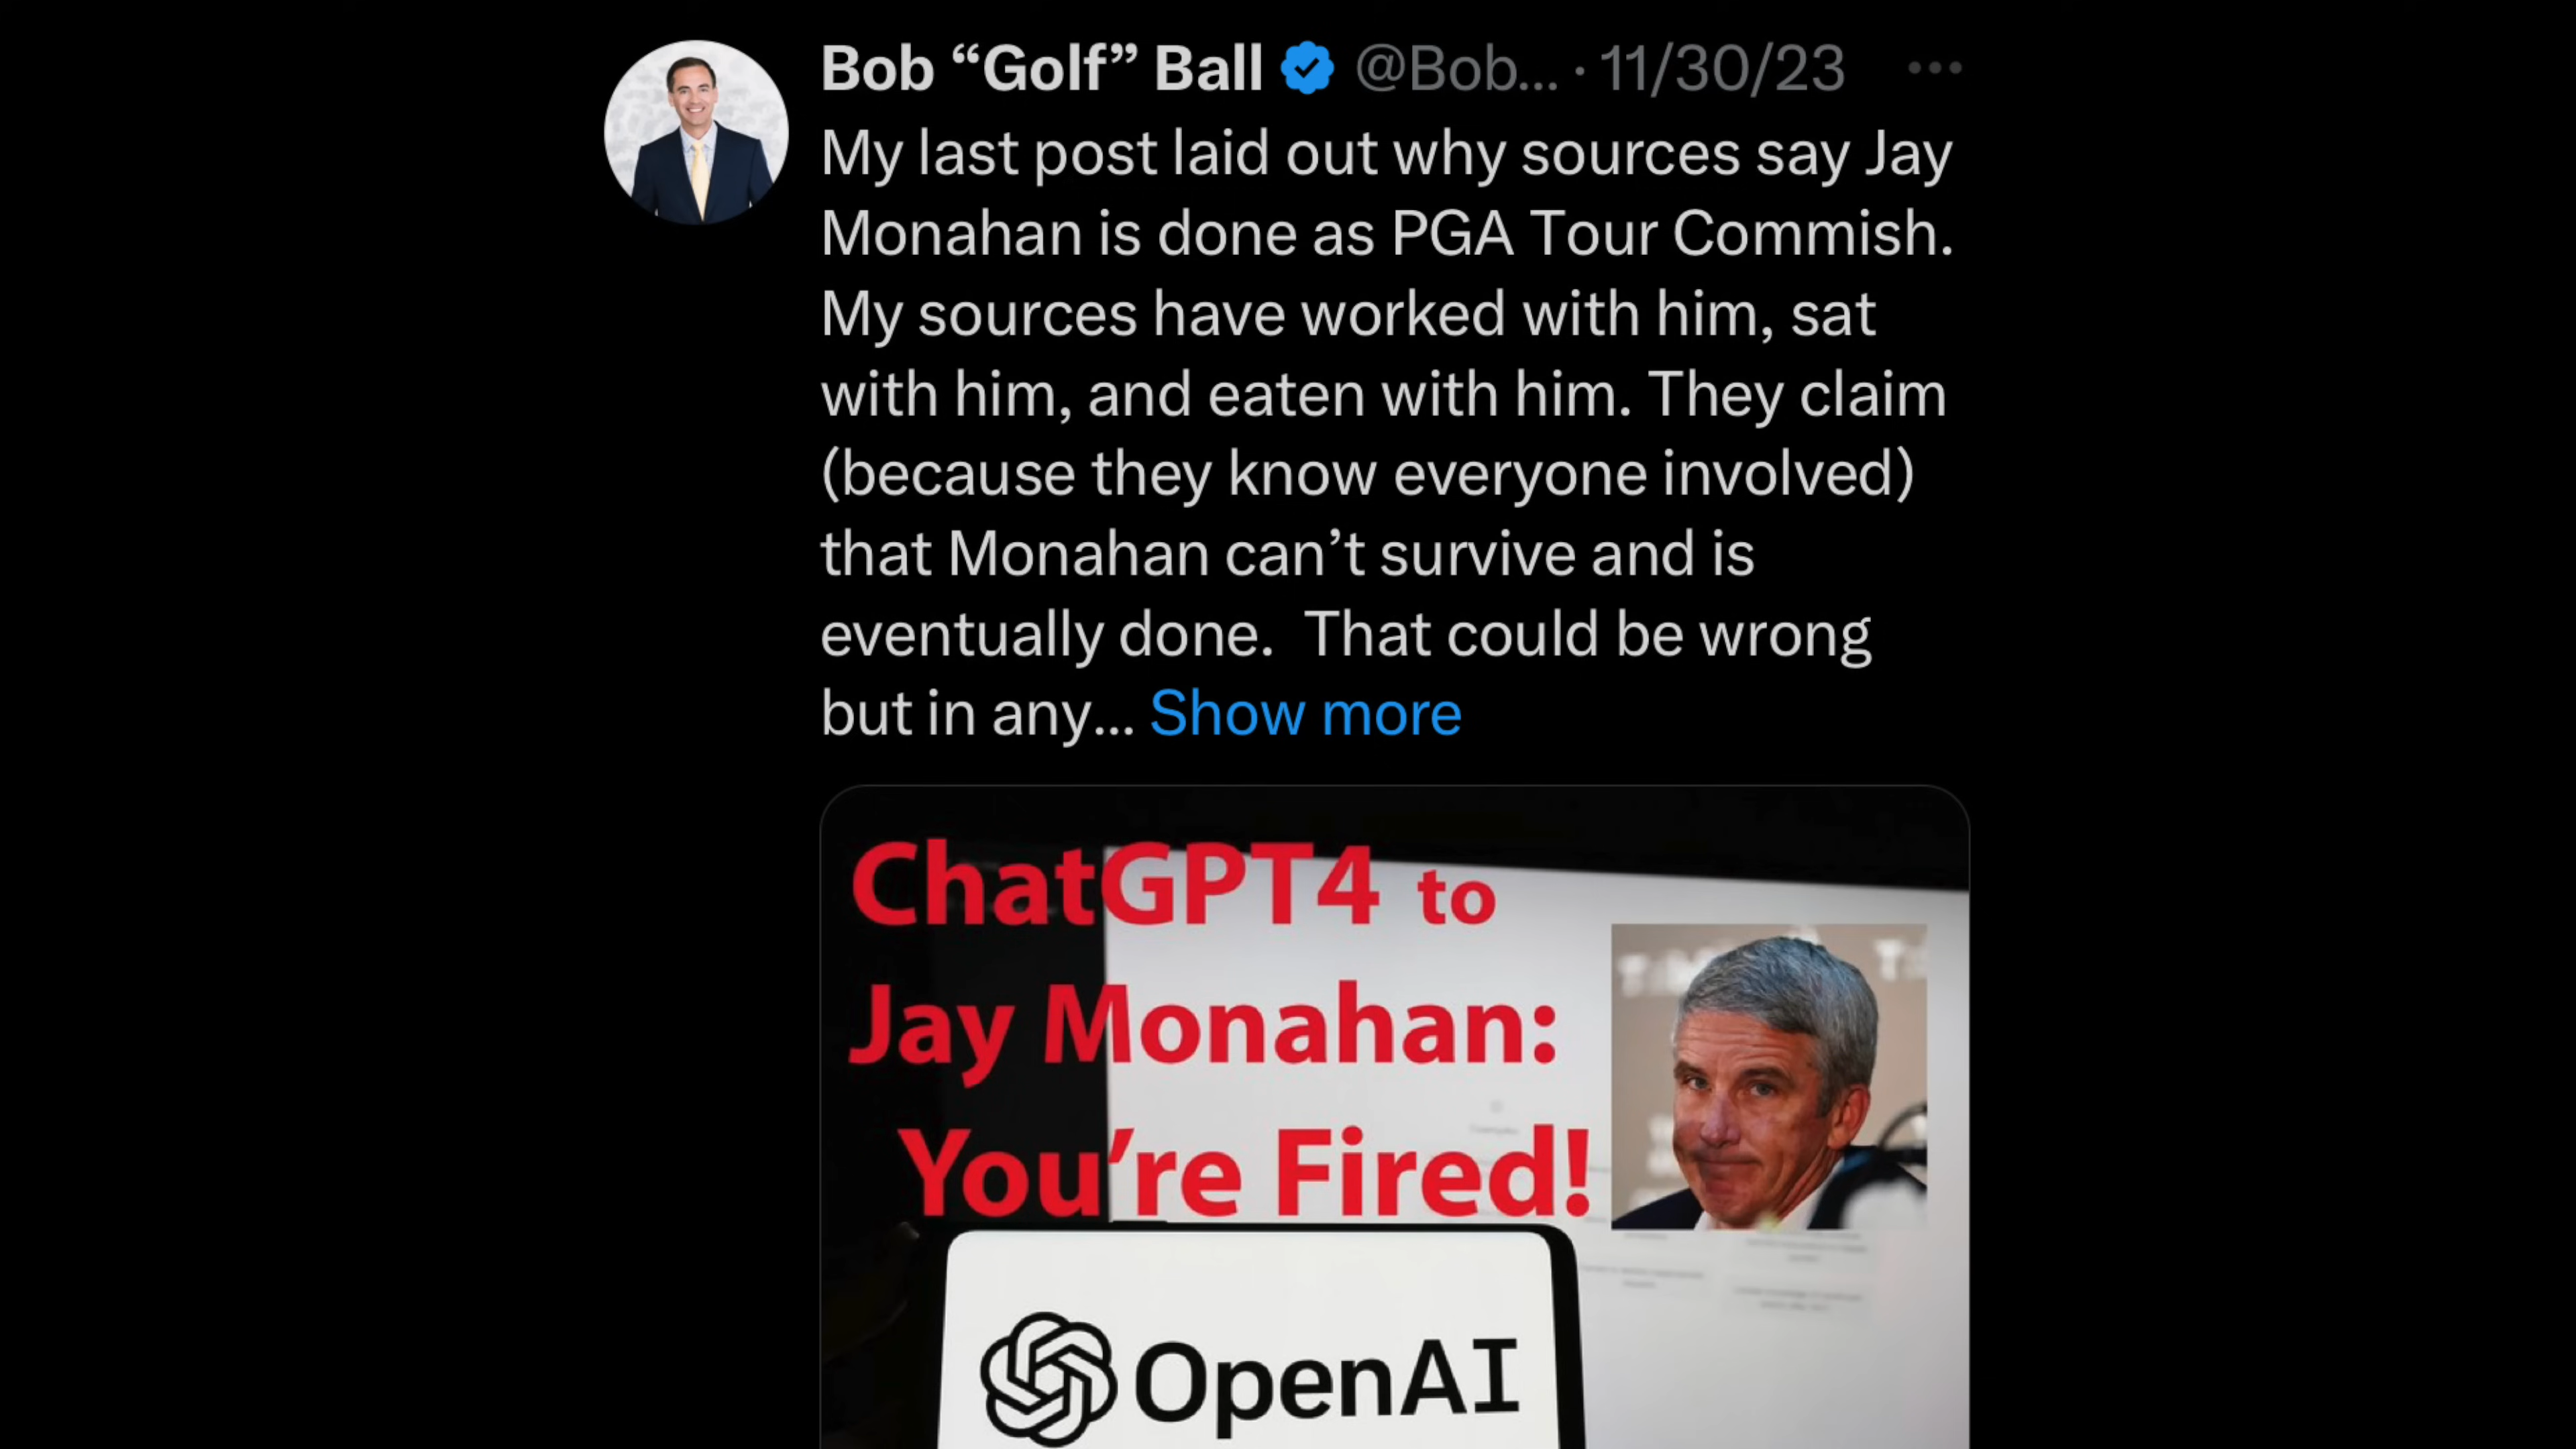 Bob “Golf” Ball @Bob... · 11/30/23 ...
My last post laid out why sources say Jay
Monahan is done as PGA Tour Commish.
My sources have worked with him, sat
with him, and eaten with him. They claim
(because they know everyone involved)
that Monahan can’t survive and is
eventually done.  That could be wrong
but in any... Show more
ChatGPT4 to
Jay Monahan:
You’re Fired!
OpenAI